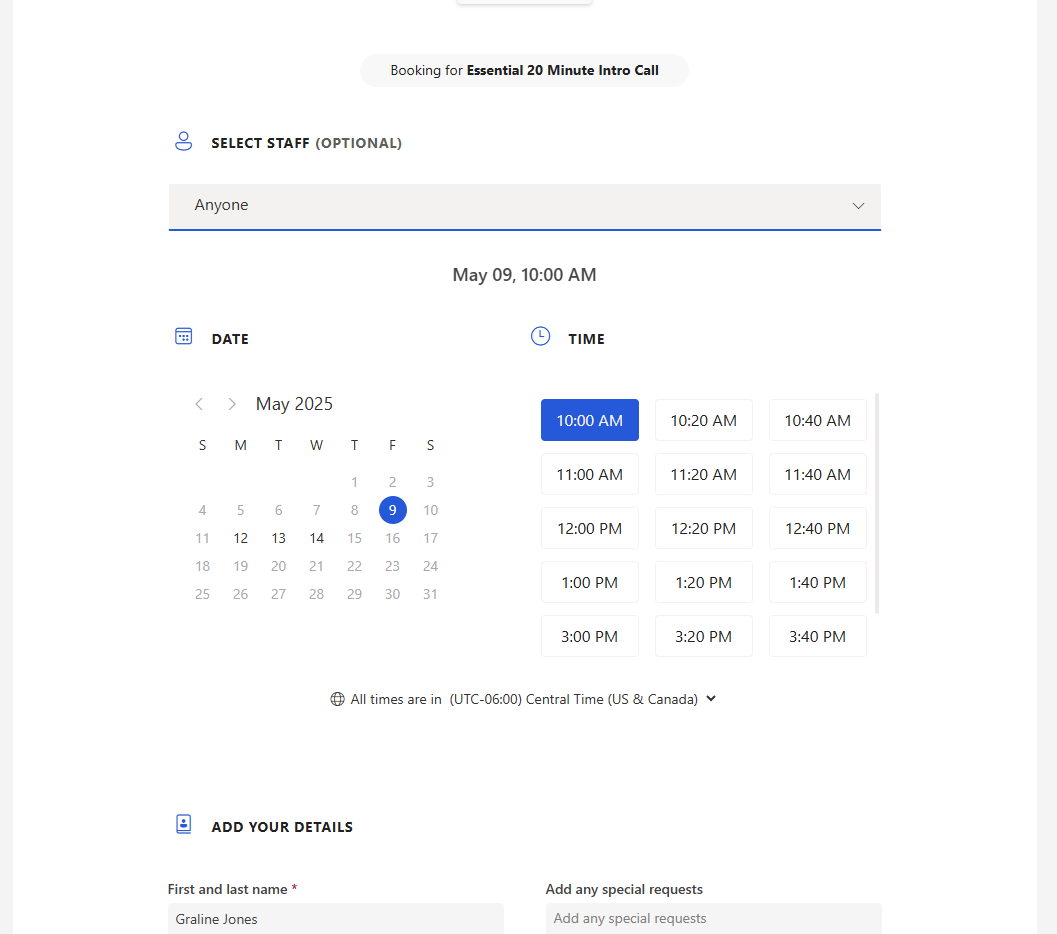 Booking for Essential 20 Minute Intro Call
SELECT STAFF (OPTIONAL)
Anyone
May 09, 10:00 AM
DATE
May 2025
S M T W T F S
1 2 3
4 5 6 7 8 9 10
11 12 13 14 15 16 17
18 19 20 21 22 23 24
25 26 27 28 29 30 31
TIME
10:00 AM 10:20 AM 10:40 AM
11:00 AM 11:20 AM 11:40 AM
12:00 PM 12:20 PM 12:40 PM
1:00 PM 1:20 PM 1:40 PM
3:00 PM 3:20 PM 3:40 PM
All times are in (UTC-06:00) Central Time (US & Canada)
ADD YOUR DETAILS
First and last name *
Graline Jones
Add any special requests
Add any special requests